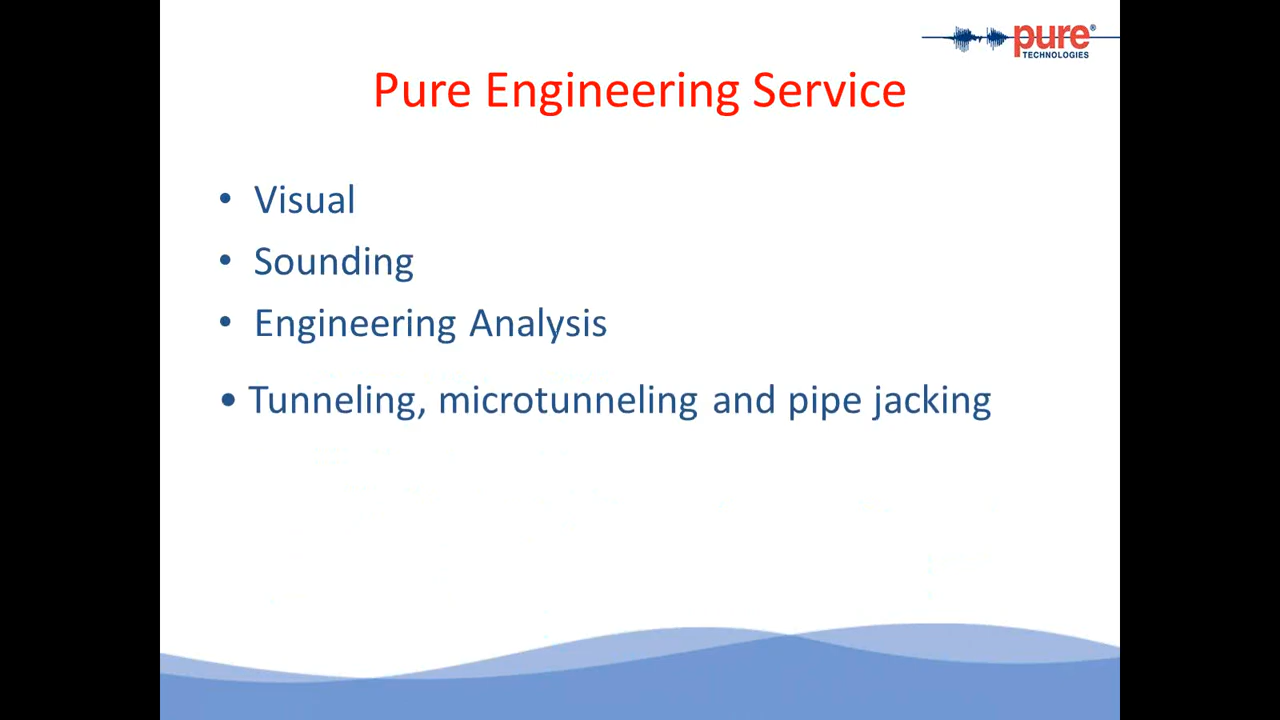 pure®
TECHNOLOGIES
Pure Engineering Service
• Visual
• Sounding
• Engineering Analysis
• Tunneling, microtunneling and pipe jacking